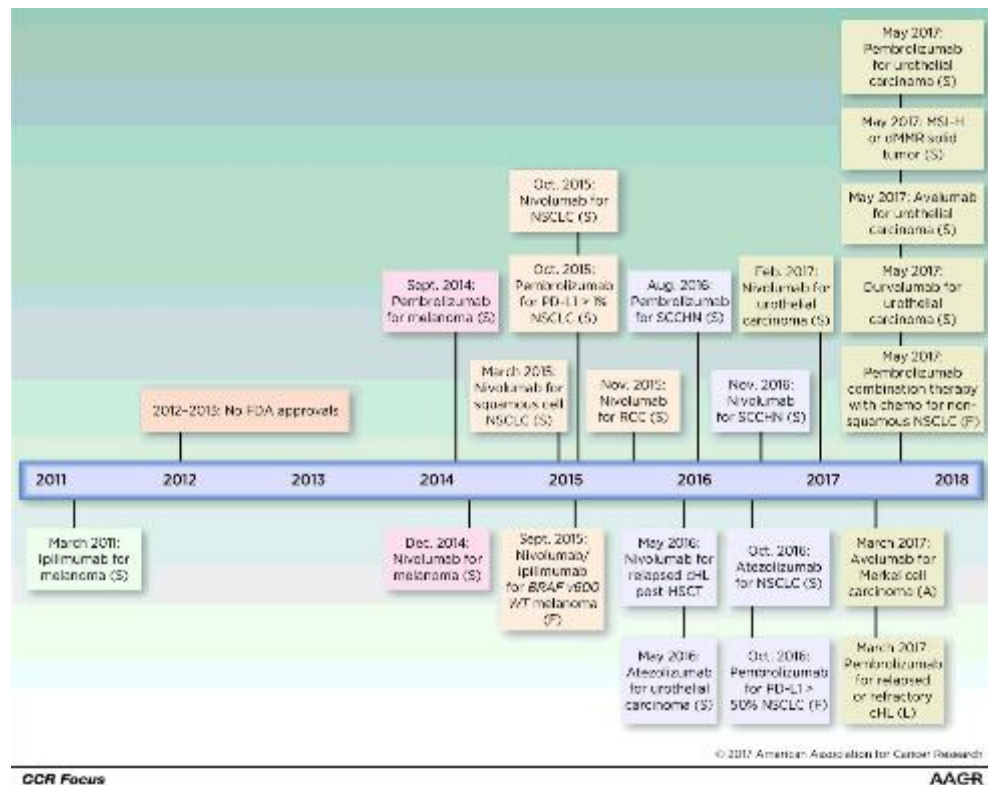 May 2017:
Pembrolizumab
for urothelial
carcinoma (S)
May 2017: MSI-H
or dMMR solid
tumor (S)
May 2017: Avelumab
for urothelial
carcinoma (S)
May 2017:
Durvalumab for
urothelial
carcinoma (S)
May 2017:
Pembrolizumab
combination therapy
with chemo for non-
squamous NSCLC (F)
Oct. 2015:
Nivolumab for
NSCLC (S)
Oct. 2015:
Pembrolizumab
for PD-L1 > 1%
NSCLC (S)
Sept. 2014:
Pembrolizumab
for melanoma (S)
Aug. 2016:
Pembrolizumab
for SCCHN (S)
Feb. 2017:
Nivolumab for
urothelial
carcinoma (S)
March 2015:
Nivolumab for
squamous cell
NSCLC (S)
Nov. 2015:
Nivolumab
for RCC (S)
Nov. 2016:
Nivolumab
for SCCHN (S)
2012–2013: No FDA approvals
2011 2012 2013 2014 2015 2016 2017 2018
March 2011:
Ipilimumab for
melanoma (S)
Dec. 2014:
Nivolumab for
melanoma (S)
Sept. 2015:
Nivolumab/
ipilimumab
for BRAF v600
WT melanoma
(F)
May 2016:
Nivolumab for
relapsed cHL
post HSCT
Oct. 2016:
Atezolizumab
for NSCLC (S)
March 2017:
Avelumab for
Merkel cell
carcinoma (A)
May 2016:
Atezolizumab
for urothelial
carcinoma (S)
Oct. 2016:
Pembrolizumab
for PD-L1 >
50% NSCLC (F)
March 2017
Pembrolizumab
for relapsed
or refractory
cHL (L)
© 2017 American Association for Cancer Research
CCR Focus
AACR